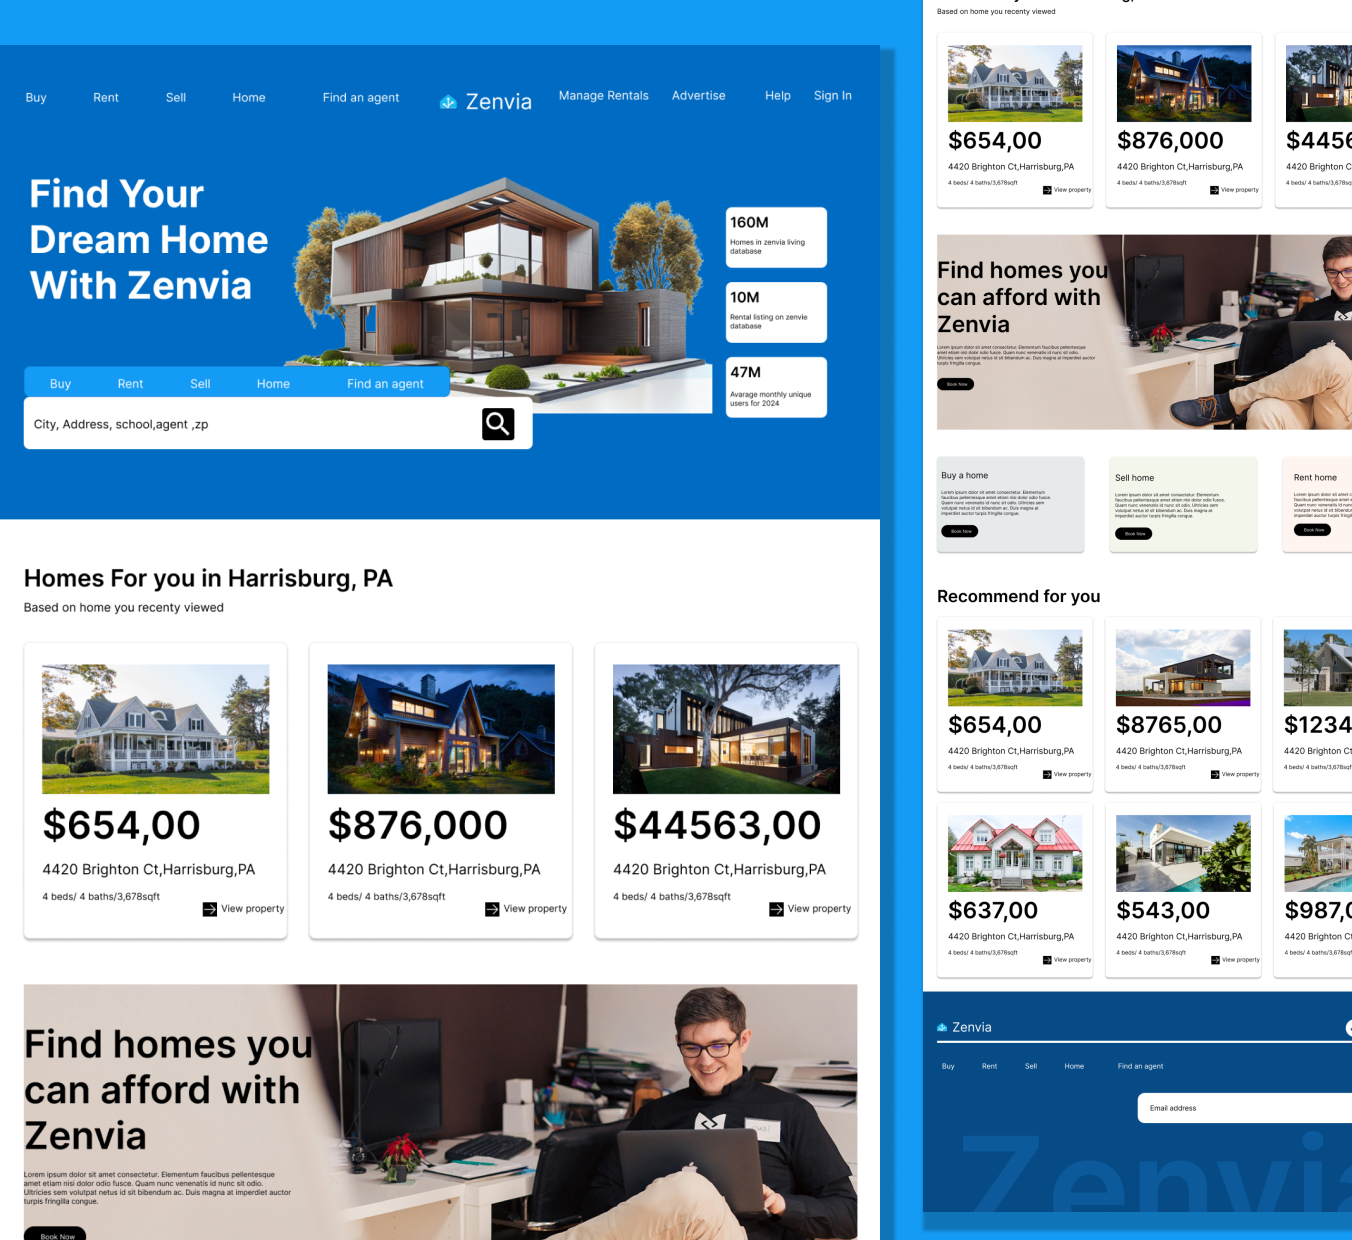 Buy Rent Sell Home Find an agent Zenvia Manage Rentals Advertise Help Sign In
Find Your
Dream Home
With Zenvia
160M
Homes in zenvia living
database
10M
Rental listing on zenvie
database
47M
Avarage monthly unique
users for 2024
Buy Rent Sell Home Find an agent
City, Address, school,agent ,zp
Homes For you in Harrisburg, PA
Based on home you recenty viewed
$654,00
4420 Brighton Ct,Harrisburg,PA
4 beds/ 4 baths/3,678sqft
View property
$876,000
4420 Brighton Ct,Harrisburg,PA
4 beds/ 4 baths/3,678sqft
View property
$44563,00
4420 Brighton Ct,Harrisburg,PA
4 beds/ 4 baths/3,678sqft
View property
Find homes you
can afford with
Zenvia
Lorem ipsum dolor sit amet consectetur. Elementum faucibus pellentesque
amet etiam nisi dolor odio fusce. Quam nunc venenatis id nunc sit odio.
Ultricies sem volutpat netus id sit bibendum ac. Duis magna at imperdiet auctor
turpis fringilla congue.
Book Now
Based on home you recenty viewed
$654,00
4420 Brighton Ct,Harrisburg,PA
4 beds/ 4 baths/3,678sqft
View property
$876,000
4420 Brighton Ct,Harrisburg,PA
4 beds/ 4 baths/3,678sqft
View property
$4456
4420 Brighton C
4 beds/ 4 baths/3,678sq
Find homes you
can afford with
Zenvia
Lorem ipsum dolor sit amet consectetur. Elementum faucibus pellentesque
amet etiam nisi dolor odio fusce. Quam nunc venenatis id nunc sit odio.
Ultricies sem volutpat netus id sit bibendum ac. Duis magna at imperdiet auctor
turpis fringilla congue.
Book Now
Buy a home
Lorem ipsum dolor sit amet consectetur. Elementum
faucibus pellentesque amet etiam nisi dolor odio fusce.
Quam nunc venenatis id nunc sit odio. Ultricies sem
volutpat netus id sit bibendum ac. Duis magna at
imperdiet auctor turpis fringilla congue.
Book Now
Sell home
Lorem ipsum dolor sit amet consectetur. Elementum
faucibus pellentesque amet etiam nisi dolor odio fusce.
Quam nunc venenatis id nunc sit odio. Ultricies sem
volutpat netus id sit bibendum ac. Duis magna at
imperdiet auctor turpis fringilla congue.
Book Now
Rent home
Lorem ipsum dolor sit amet
faucibus pellentesque amet
Quam nunc venenatis id nunc
volutpat netus id sit bibendum
imperdiet auctor turpis fringilla
Book Now
Recommend for you
$654,00
4420 Brighton Ct,Harrisburg,PA
4 beds/ 4 baths/3,678sqft
View property
$8765,00
4420 Brighton Ct,Harrisburg,PA
4 beds/ 4 baths/3,678sqft
View property
$1234
4420 Brighton Ct
4 beds/ 4 baths/3,678sqf
$637,00
4420 Brighton Ct,Harrisburg,PA
4 beds/ 4 baths/3,678sqft
View property
$543,00
4420 Brighton Ct,Harrisburg,PA
4 beds/ 4 baths/3,678sqft
View property
$987,0
4420 Brighton Ct
4 beds/ 4 baths/3,678sqf
Zenvia
Buy Rent Sell Home Find an agent
Email address
Zenvia